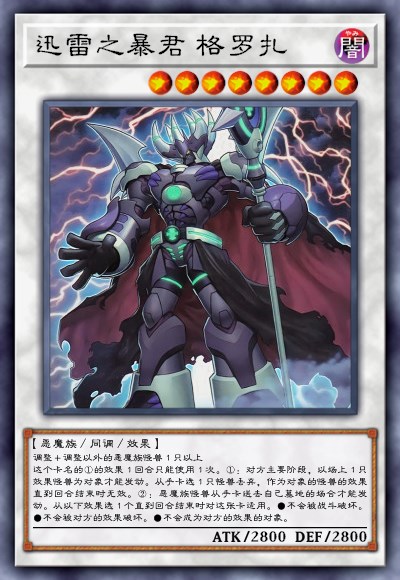 迅雷之暴君 格罗扎
やみ
闇
【恶魔族/同调/效果】
调整+调整以外的恶魔族怪兽1只以上
这个卡名的①的效果1回合只能使用1次。①：对方主要阶段，以场上1只
效果怪兽为对象才能发动。从手卡选1只怪兽丢弃，作为对象的怪兽的效果
直到回合结束时无效。②：恶魔族怪兽从手卡送去自己墓地的场合才能发
动。从以下效果选1个直到回合结束时对这张卡适用。●不会被战斗破坏。
●不会被对方的效果破坏。●不会成为对方的效果的对象。
ATK/2800 DEF/2800